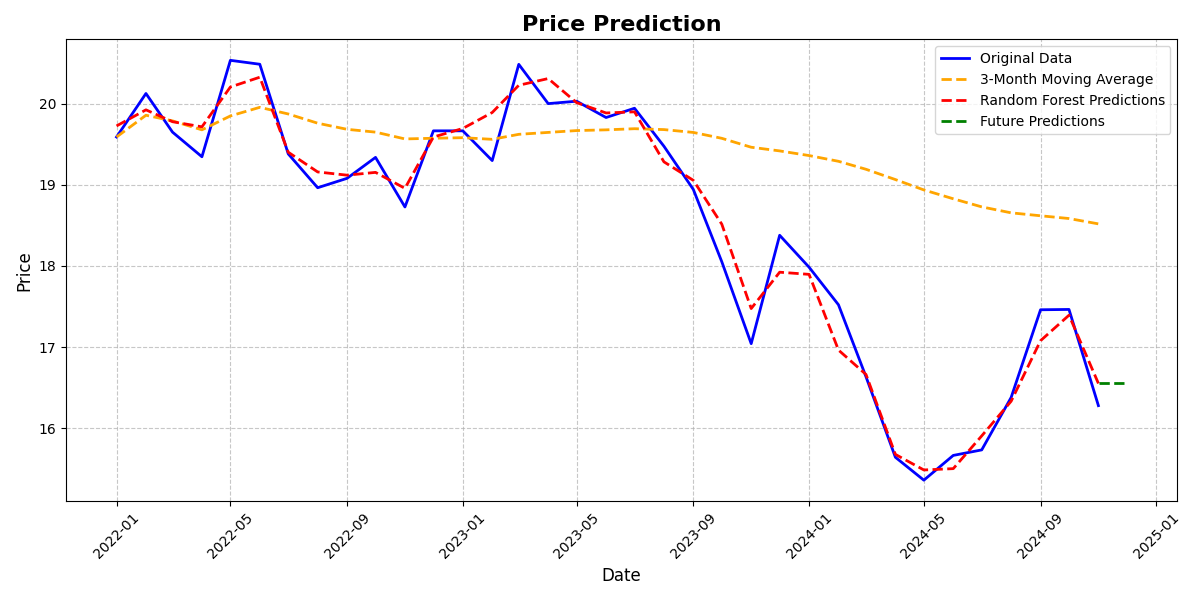 Price Prediction
Original Data
3-Month Moving Average
Random Forest Predictions
Future Predictions
Price
20
19
18
17
16
2022-01
2022-05
2022-09
2023-01
2023-05
2023-09
2024-01
2024-05
2024-09
2025-01
Date